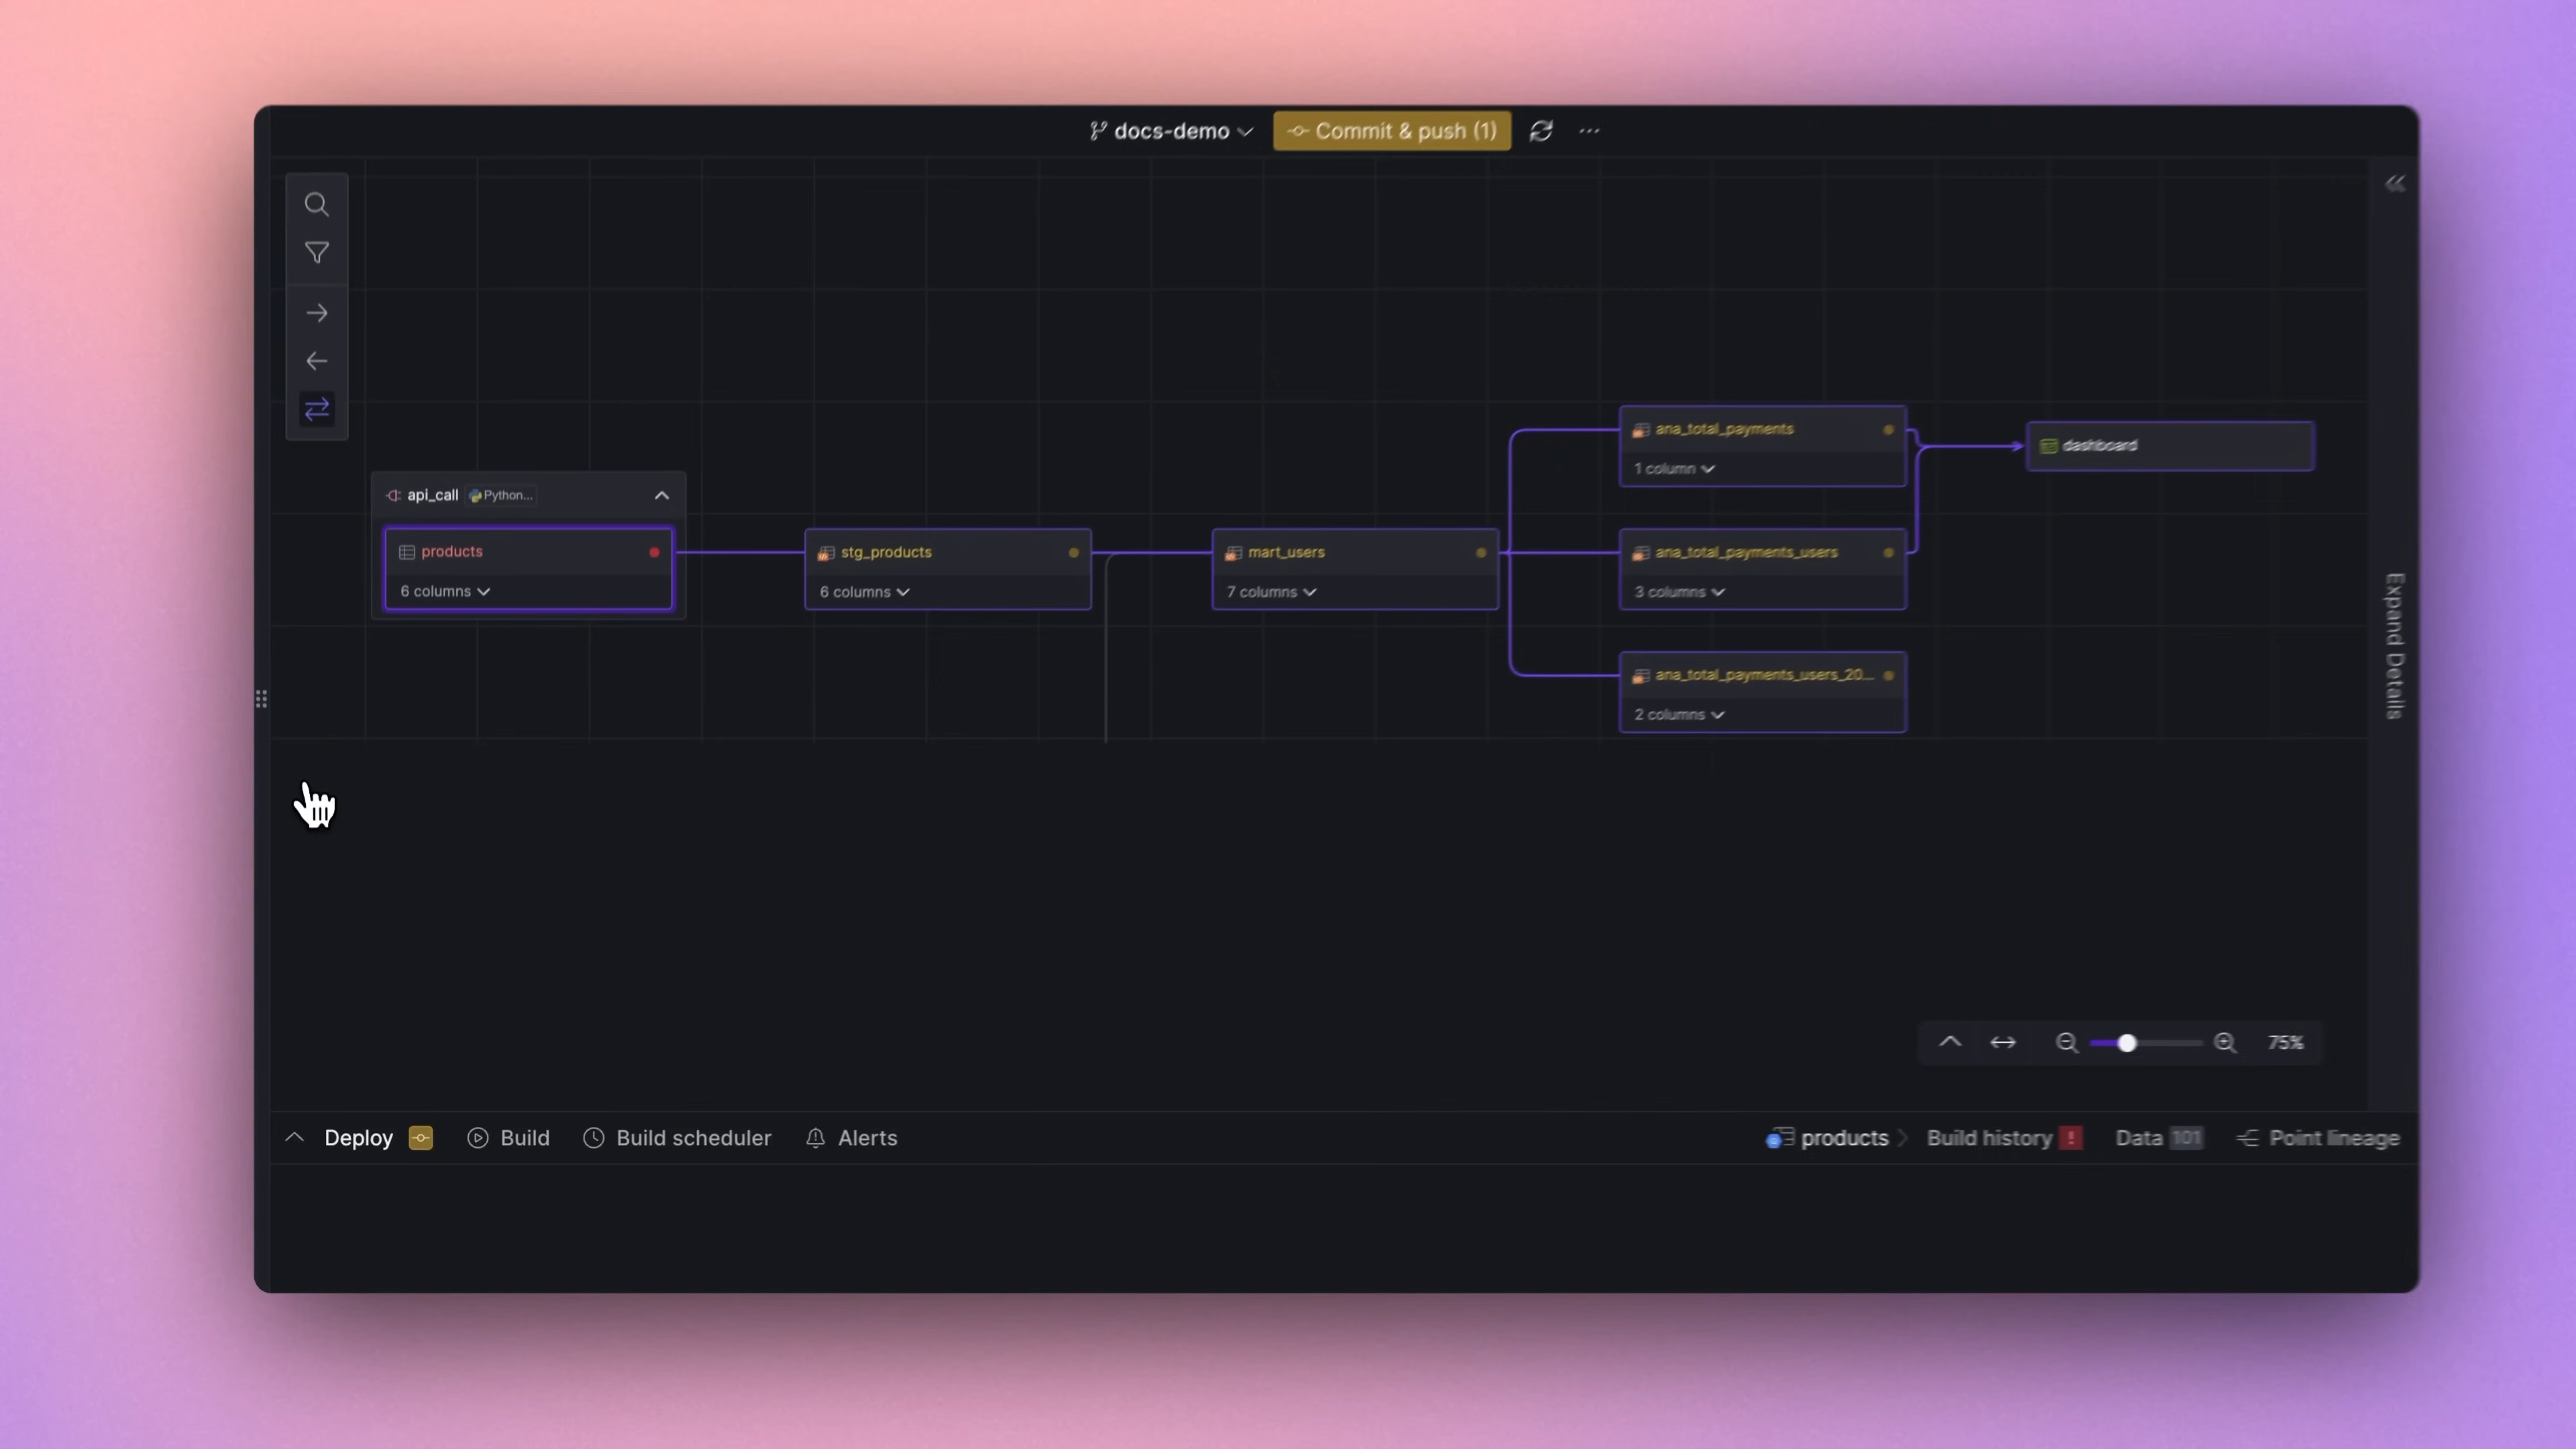 docs-demo
Commit & push (1)
api_call
Python...
products
6 columns
stg_products
6 columns
mart_users
7 columns
ana_total_payments
1 column
ana_total_payments_users
3 columns
ana_total_payments_users_20...
2 columns
dashboard
Expand Details
75%
Deploy
Build
Build scheduler
Alerts
products
Build history
!
Data
101
Point lineage